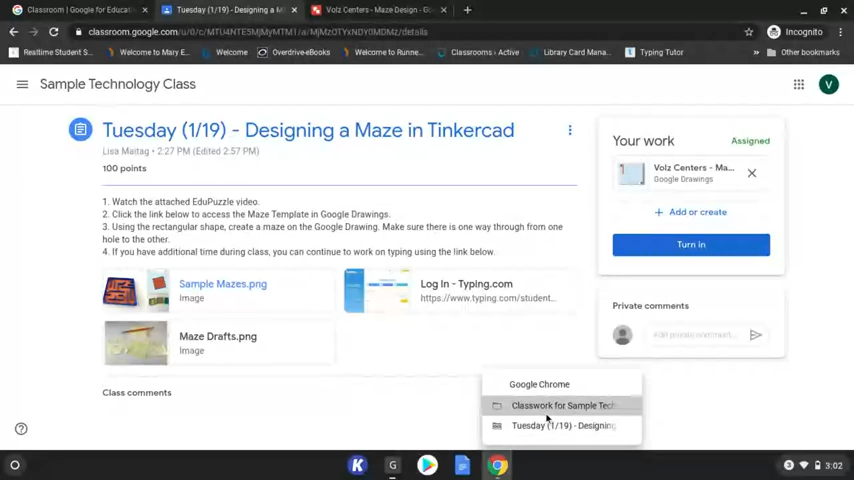 Classroom | Google for Educati
Tuesday (1/19) - Designing a M
Volz Centers - Maze Design - Go
classroom.google.com
Incognito
Realtime Student S...
Welcome to Mary E...
Welcome
Overdrive-eBooks
Welcome to Runne...
Classrooms › Active
Library Card Mana...
Typing Tutor
Other bookmarks
Sample Technology Class
V
Tuesday (1/19) - Designing a Maze in Tinkercad
Lisa Maitag • 2:27 PM (Edited 2:57 PM)
100 points
1. Watch the attached EduPuzzle video.
2. Click the link below to access the Maze Template in Google Drawings.
3. Using the rectangular shape, create a maze on the Google Drawing. Make sure there is one way through from one
hole to the other.
4. If you have additional time during class, you can continue to work on typing using the link below.
Sample Mazes.png
Image
Log In - Typing.com
https://www.typing.com/student...
Maze Drafts.png
Image
Class comments
Your work
Assigned
Volz Centers - Ma...
Google Drawings
+ Add or create
Turn in
Private comments
Add private comment...
Google Chrome
Classwork for Sample Tech
Tuesday (1/19) - Designing
K
G
3
3:02